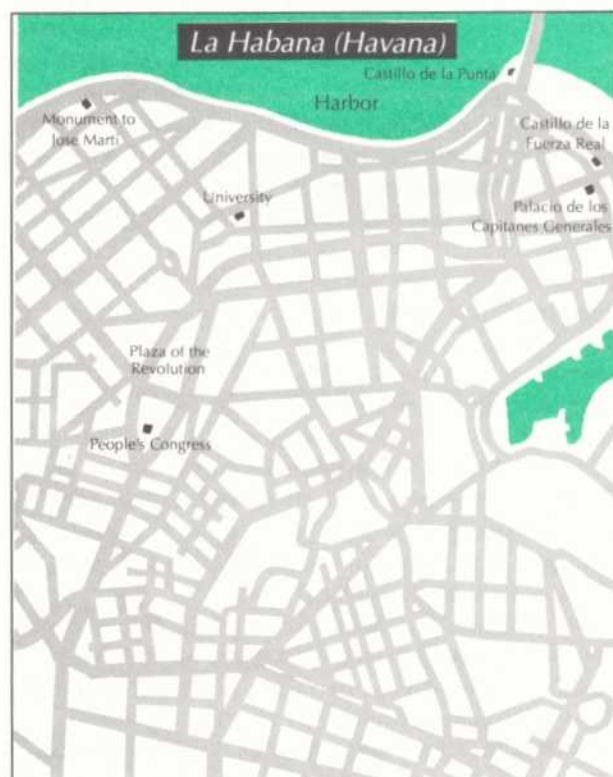 La Habana (Havana)
Castillo de la Punta
Harbor
Monument to
Jose Marti
Castillo de la
Fuerza Real
University
Palacio de los
Capitanes Generales
Plaza of the
Revolution
People's Congress